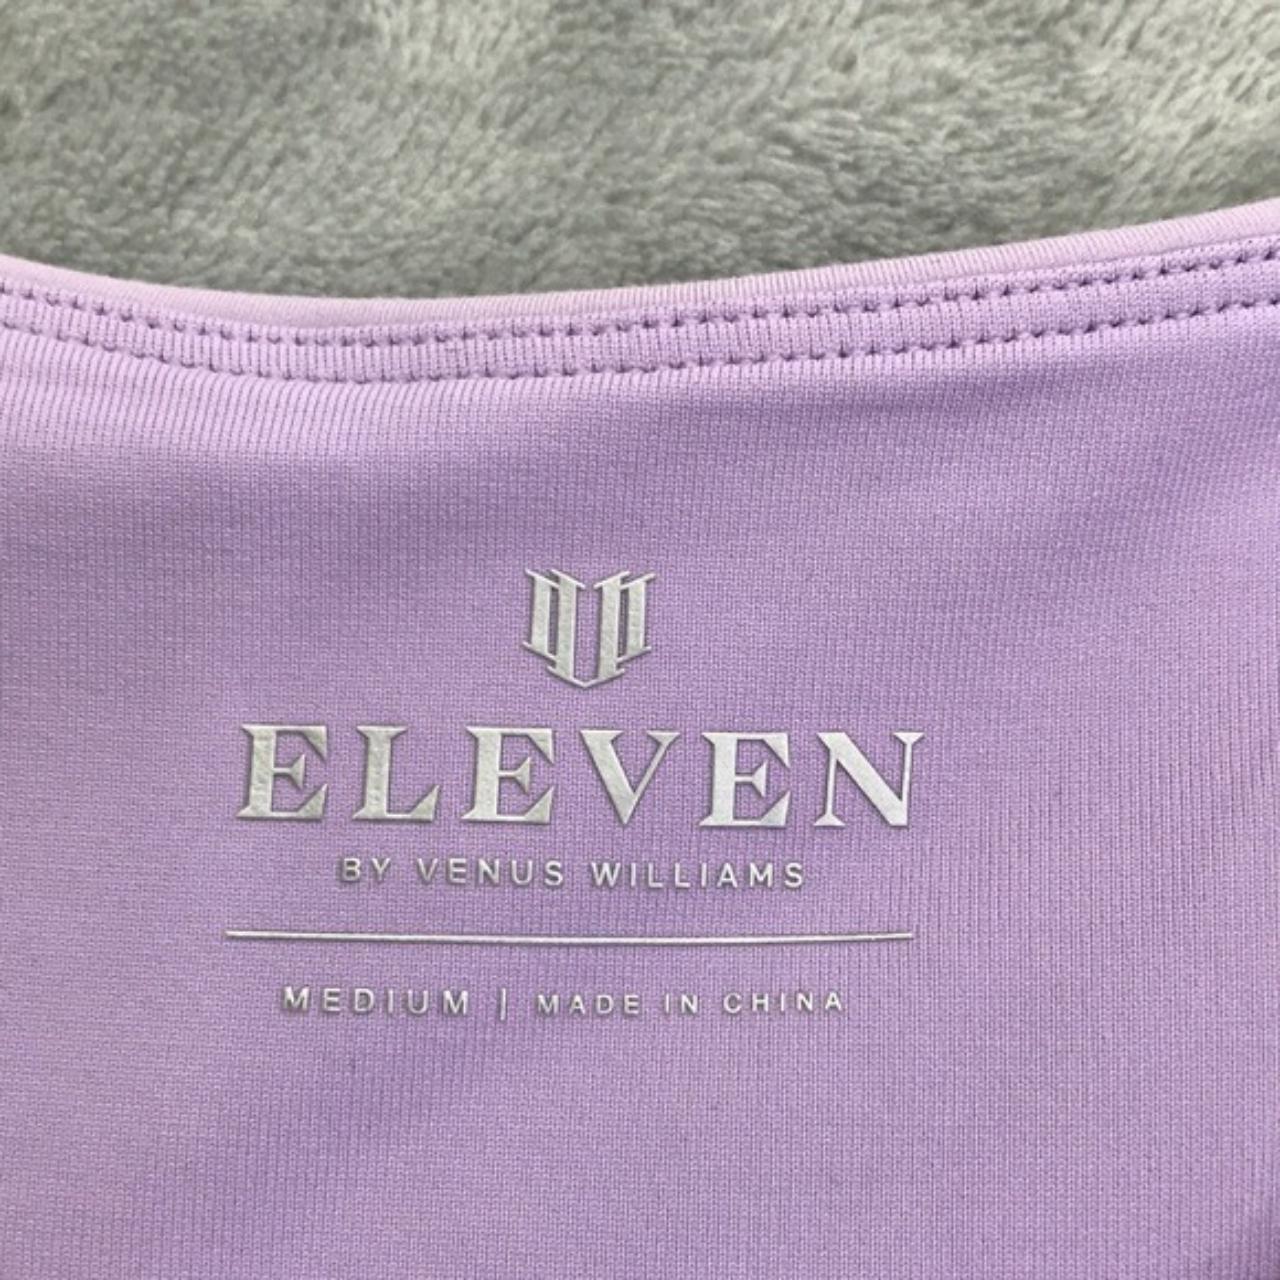 ELEVEN
BY VENUS WILLIAMS
MEDIUM | MADE IN CHINA